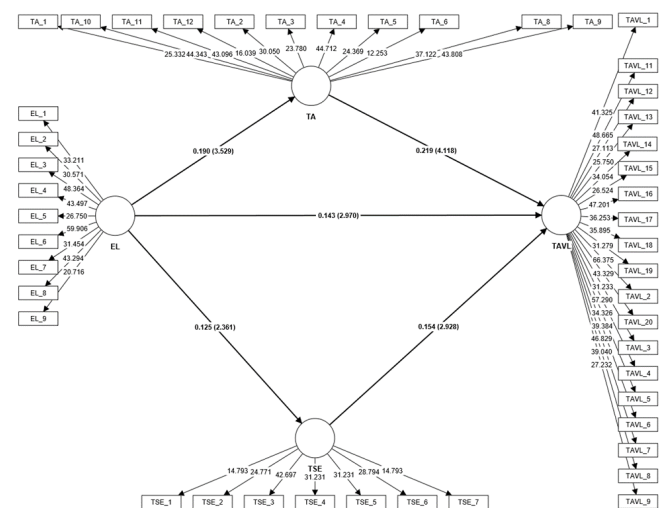 TA_1 TA_10 TA_11 TA_12 TA_2 TA_3 TA_4 TA_5 TA_6 TA_8 TA_9
25.332 44.343 43.096 16.039 30.050 23.780 44.712 24.369 12.253 37.122 43.808
TA
EL_1
EL_2
EL_3
EL_4
EL_5
EL_6
EL_7
EL_8
EL_9
33.211
30.571
48.364
43.497
26.750
59.906
31.454
43.294
20.716
EL
0.190 (3.529)
0.219 (4.118)
0.143 (2.970)
0.125 (2.361)
0.154 (2.928)
TAVL
41.325
48.665
27.113
25.750
34.054
26.524
47.201
36.253
35.895
31.279
66.375
43.329
31.233
57.290
34.326
39.384
46.829
39.040
27.232
TAVL_1
TAVL_11
TAVL_12
TAVL_13
TAVL_14
TAVL_15
TAVL_16
TAVL_17
TAVL_18
TAVL_19
TAVL_2
TAVL_20
TAVL_3
TAVL_4
TAVL_5
TAVL_6
TAVL_7
TAVL_8
TAVL_9
TSE
14.793 24.771 42.697 31.231 31.231 28.794 14.793
TSE_1 TSE_2 TSE_3 TSE_4 TSE_5 TSE_6 TSE_7